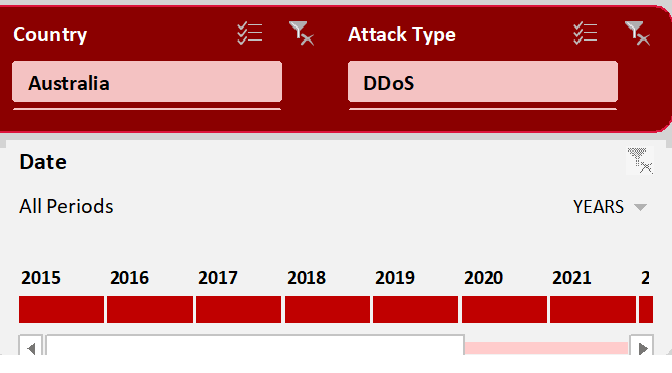 Country
Attack Type
Australia
DDoS
Date
All Periods
YEARS
2015 2016 2017 2018 2019 2020 2021